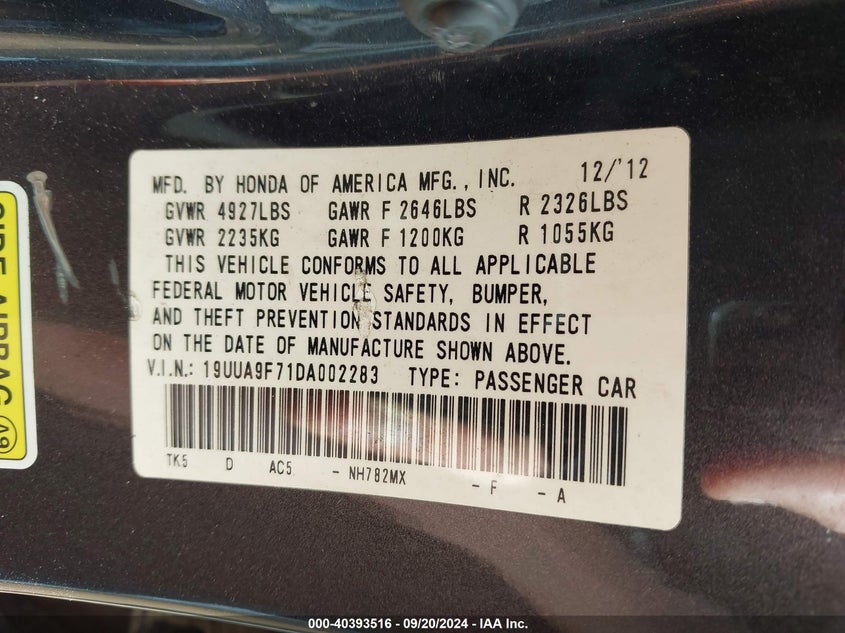 MFD. BY HONDA OF AMERICA MFG., INC. 12/'12
GVWR 4927LBS GAWR F 2646LBS R 2326LBS
GVWR 2235KG GAWR F 1200KG R 1055KG
THIS VEHICLE CONFORMS TO ALL APPLICABLE
FEDERAL MOTOR VEHICLE SAFETY, BUMPER,
AND THEFT PREVENTION STANDARDS IN EFFECT
ON THE DATE OF MANUFACTURE SHOWN ABOVE.
V.I.N.: 19UUA9F71DA002283 TYPE: PASSENGER CAR
TK5 D AC5 - NH782MX - F - A
SIDE AIRBAG
A9
000-40393516 - 09/20/2024 - IAA Inc.